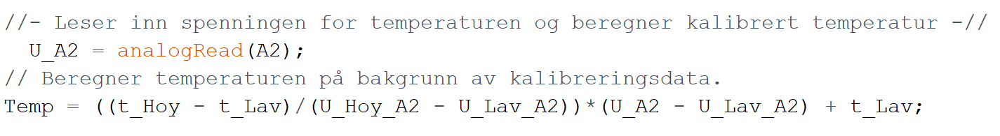 //- Leser inn spenningen for temperaturen og beregner kalibrert temperatur -//
U_A2 = analogRead(A2);
// Beregner temperaturen på bakgrunn av kalibreringsdata.
Temp = ((t_Hoy - t_Lav)/(U_Hoy_A2 - U_Lav_A2))*(U_A2 - U_Lav_A2) + t_Lav;